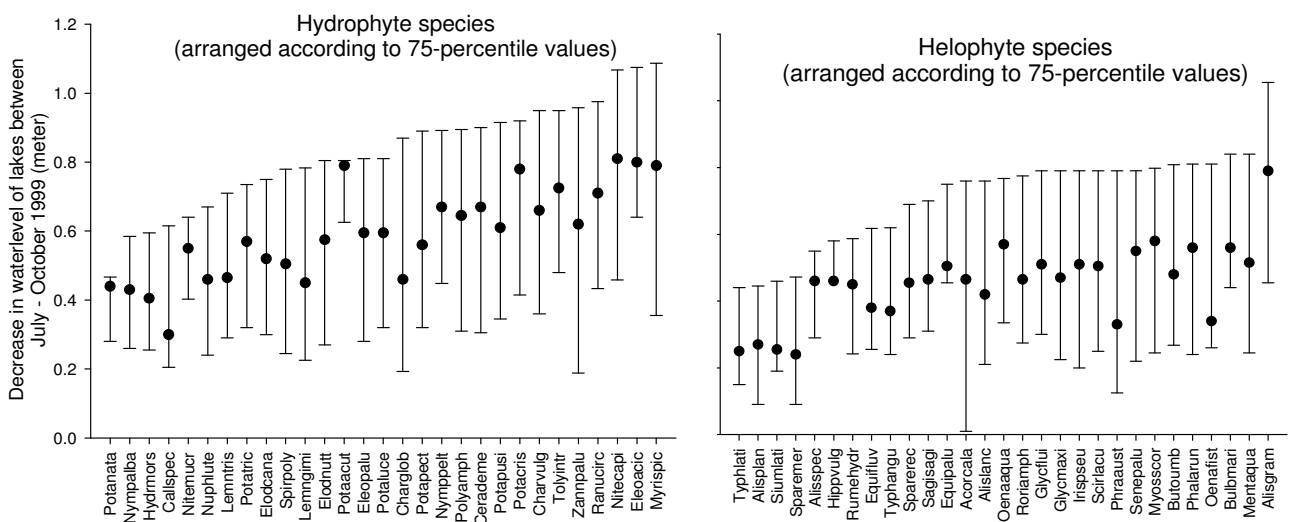 Hydrophyte species
(arranged according to 75-percentile values)
Decrease in waterlevel of lakes between
July - October 1999 (meter)
1.2
1.0
0.8
0.6
0.4
0.2
0.0
Potanata
Nympalba
Hydrmors
Callspec
Nitemucr
Nuphlute
Lemntris
Potatric
Elodcana
Spirpoly
Lemngimi
Elodnutt
Potaacut
Eleopalu
Potaluce
Charglob
Potapect
Nymppelt
Polyamph
Cerademe
Potapusi
Potacris
Charvulg
Tolyintr
Zannpalu
Ranucirc
Nitecapi
Eleoacic
Myrispic
Helophyte species
(arranged according to 75-percentile values)
Typhlati
Alisplan
Siumlati
Sparemer
Alisspec
Hippvulg
Rumehydr
Equifluv
Typhangu
Sparerec
Sagisagi
Equipalu
Acorcala
Alislanc
Oenaaqua
Roriamph
Glycflui
Glycmaxi
Irispseu
Scirlacu
Phraaust
Senepalu
Myosscor
Butoumb
Phalarun
Oenafist
Bulbmari
Mentaqua
Alisgram